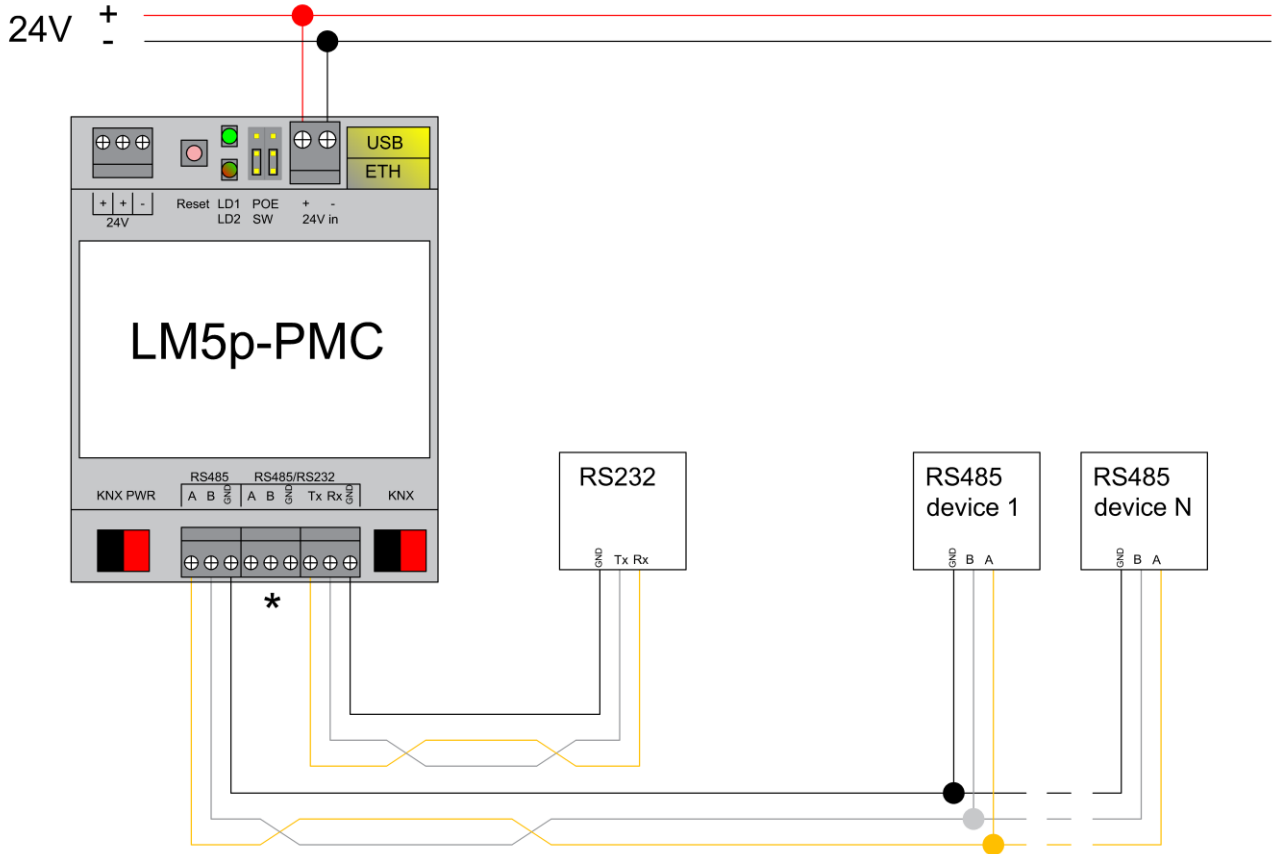 24V +
-
USB
ETH
+ + -
24V
Reset LD1 POE + -
LD2 SW 24V in
LM5p-PMC
RS485 RS485/RS232
KNX PWR A B GND A B GND Tx Rx GND KNX
*
RS232
GND Tx Rx
RS485
device 1
GND B A
RS485
device N
GND B A